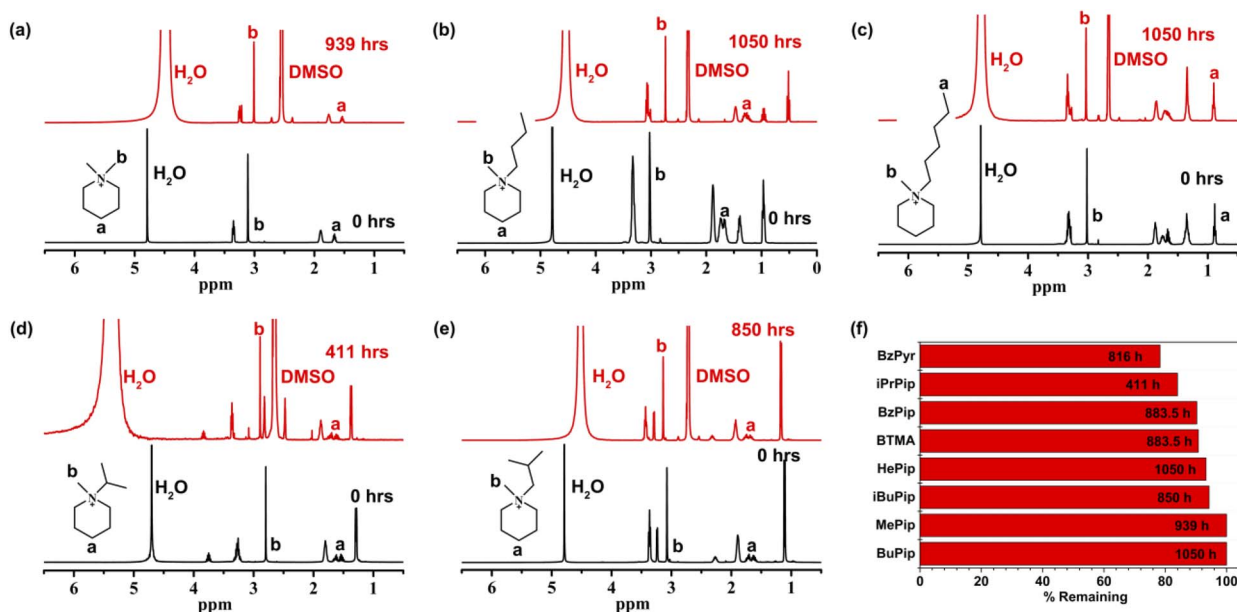 (a)
939 hrs
b
H2O
DMSO
a
b
N
+
a
H2O
b
a
0 hrs
6 5 4 3 2 1
ppm
(b)
1050 hrs
b
H2O
DMSO
a
b
N
+
a
H2O
b
a
0 hrs
6 5 4 3 2 1 0
ppm
(c)
1050 hrs
b
H2O
DMSO
a
a
b
N
+
H2O
b
0 hrs
a
6 5 4 3 2 1
ppm
(d)
411 hrs
b
H2O
DMSO
a
b
N
+
a
H2O
b
a
0 hrs
6 5 4 3 2 1
ppm
(e)
850 hrs
b
H2O
DMSO
a
0 hrs
b
N
+
a
H2O
b
a
6 5 4 3 2 1
ppm
(f)
BzPyr 816 h
iPrPip 411 h
BzPip 883.5 h
BTMA 883.5 h
HePip 1050 h
iBuPip 850 h
MePip 939 h
BuPip 1050 h
0 20 40 60 80 100
% Remaining